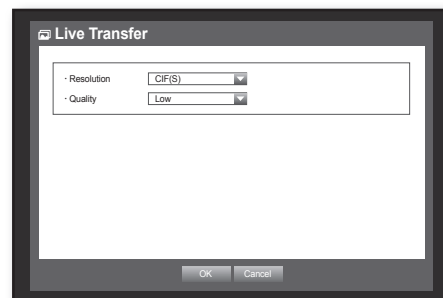 Live Transfer
· Resolution CIF(S)
· Quality Low
OK Cancel